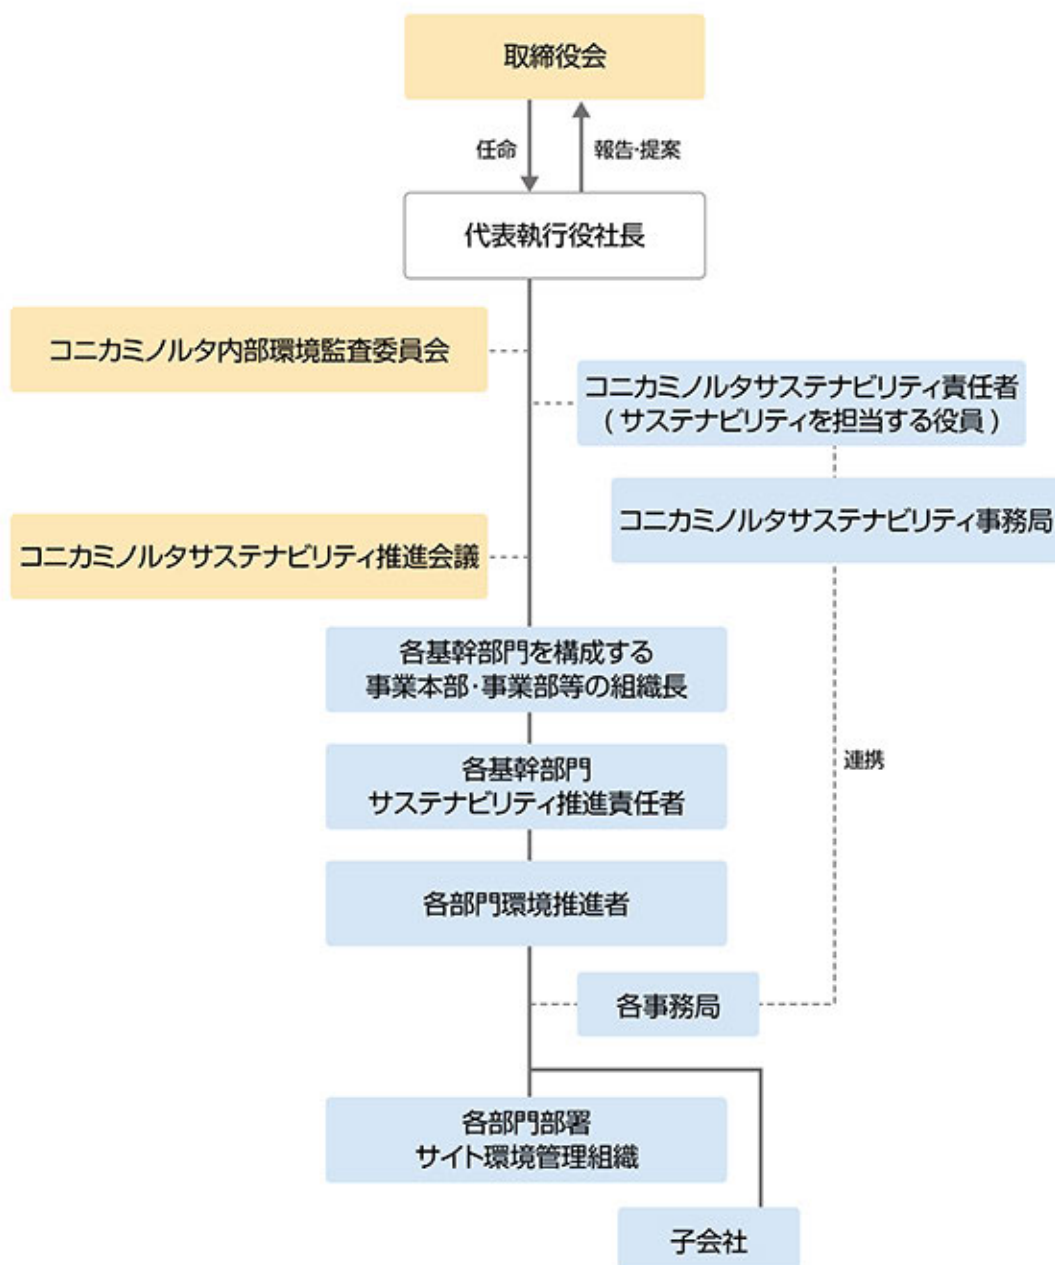 取締役会
任命
報告・提案
代表執行役社長
コニカミノルタ内部環境監査委員会
コニカミノルタサステナビリティ責任者
( サステナビリティを担当する役員 )
コニカミノルタサステナビリティ事務局
コニカミノルタサステナビリティ推進会議
各基幹部門を構成する
事業本部・事業部等の組織長
各基幹部門
サステナビリティ推進責任者
連携
各部門環境推進者
各事務局
各部門部署
サイト環境管理組織
子会社